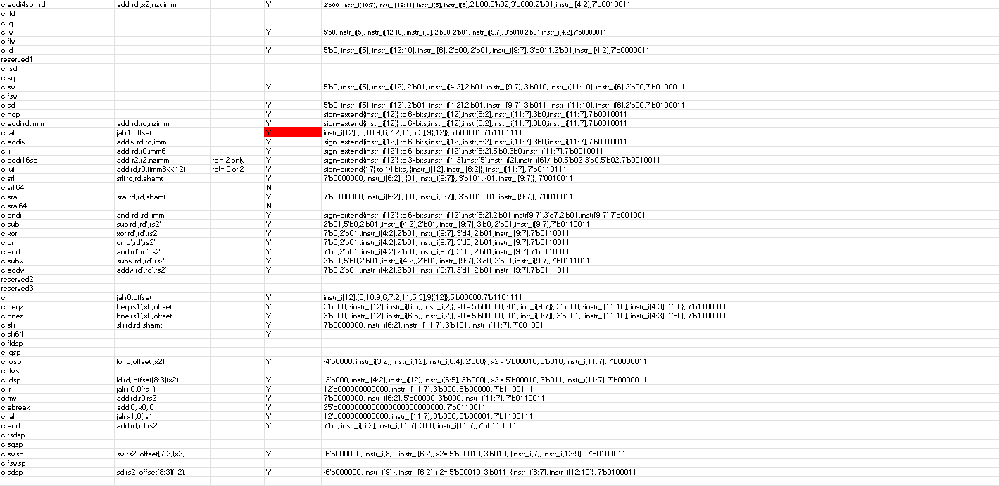 c.addi4spn rd' addi rd',x2,nzuimm Y 2'b00 , instr_i[10:7], instr_i[12:11], instr_i[5], instr_i[6],2'b00,5'h02,3'b000,2'b01,instr_i[4:2],7'b0010011
c.fld
c.lq
c.lw Y 5'b0, instr_i[5], instr_i[12:10], instr_i[6], 2'b00, 2'b01, instr_i[9:7], 3'b010,2'b01,instr_i[4:2],7'b0000011
c.flw
c.ld Y 5'b0, instr_i[5], instr_i[12:10], instr_i[6], 2'b00, 2'b01, instr_i[9:7], 3'b011,2'b01,instr_i[4:2],7'b0000011
reserved1
c.fsd
c.sq
c.sw Y 5'b0, instr_i[5], instr_i[12], 2'b01, instr_i[4:2],2'b01, instr_i[9:7], 3'b010, instr_i[11:10], instr_i[6],2'b00,7'b0100011
c.fsw
c.sd Y 5'b0, instr_i[5], instr_i[12], 2'b01, instr_i[4:2],2'b01, instr_i[9:7], 3'b011, instr_i[11:10], instr_i[6],2'b00,7'b0100011
c.nop Y sign-extend{instr_i[12]} to 6-bits,instr_i[12],instr[6:2],instr_i[11:7],3b0,instr_i[11:7],7'b0010011
c.addi rd,imm addi rd,rd,nzimm Y sign-extend{instr_i[12]} to 6-bits,instr_i[12],instr[6:2],instr_i[11:7],3b0,instr_i[11:7],7'b0010011
c.jal jal r1,offset Y instr_i[12],[8,10,9,6,7,2,11,5:3],9{[12]},5'b00001,7'b1101111
c.addiw addiw rd,rd,imm Y sign-extend{instr_i[12]} to 6-bits,instr_i[12],instr[6:2],instr_i[11:7],3b0,instr_i[11:7],7'b0010011
c.li addi rd,r0,imm6 Y sign-extend{instr_i[12]} to 6-bits,instr_i[12],instr[6:2],5'b0,3b0,instr_i[11:7],7'b0010011
c.addi16sp addi r2,r2,nzimm rd = 2 only Y sign-extend{instr_i[12]} to 3-bits,instr_i[4:3],instr[5],instr_i[2],instr_i[6],4'b0,5'b02,3'b0,5'b02,7'b0010011
c.lui add rd,r0,(imm6<<12) rd!= 0 or 2 Y sign-extend{17} to 14 bits, {instr_i[12], instr_i[6:2]}, instr_i[11:7], 7'b0110111
c.srli srli rd,rd,shamt Y 7'b0000000, instr_i[6:2] , {01, instr_i[9:7]}, 3'b101, {01, instr_i[9:7]}, 7'0010011
c.srli64 N
c.srai srai rd,rd,shamt Y 7'b0100000, instr_i[6:2] , {01, instr_i[9:7]}, 3'b101, {01, instr_i[9:7]}, 7'0010011
c.srai64 N
c.andi andi rd',rd',imm Y sign-extend{instr_i[12]} to 6-bits,instr_i[12],instr[6:2],2'b01,instr[9:7],3'd7,2'b01,instr[9:7],7'b0010011
c.sub sub rd',rd',rs2' Y 2'b01,5'b0,2'b01 ,instr_i[4:2],2'b01, instr_i[9:7], 3'b0, 2'b01,instr_i[9:7],7'b0110011
c.xor xor rd',rd',rs2' Y 7'b0,2'b01 ,instr_i[4:2],2'b01, instr_i[9:7], 3'd4, 2'b01,instr_i[9:7],7'b0110011
c.or or rd',rd',rs2' Y 7'b0,2'b01 ,instr_i[4:2],2'b01, instr_i[9:7], 3'd6, 2'b01,instr_i[9:7],7'b0110011
c.and and rd',rd',rs2' Y 7'b0,2'b01 ,instr_i[4:2],2'b01, instr_i[9:7], 3'd6, 2'b01,instr_i[9:7],7'b0110011
c.subw subw rd',rd',rs2' Y 2'b01,5'b0,2'b01 ,instr_i[4:2],2'b01, instr_i[9:7], 3'd0, 2'b01,instr_i[9:7],7'b0111011
c.addw addw rd',rd',rs2' Y 7'b0,2'b01 ,instr_i[4:2],2'b01, instr_i[9:7], 3'd1, 2'b01,instr_i[9:7],7'b0111011
reserved2
reserved3
c.j jal r0,offset Y instr_i[12],[8,10,9,6,7,2,11,5:3],9{[12]},5'b00000,7'b1101111
c.beqz beq rs1',x0,offset Y 3'b000, {instr_i[12], instr_i[6:5], instr_i[2]}, x0 = 5'b00000, {01, intr_i[9:7]}, 3'b000, {instr_i[11:10], instr_i[4:3], 1'b0}, 7'b1100011
c.bnez bne rs1',x0,offset Y 3'b000, {instr_i[12], instr_i[6:5], instr_i[2]}, x0 = 5'b00000, {01, intr_i[9:7]}, 3'b001, {instr_i[11:10], instr_i[4:3], 1'b0}, 7'b1100011
c.slli slli rd,rd,shamt Y 7'b0000000, instr_i[6:2], instr_i[11:7], 3'b101, instr_i[11:7], 7'0010011
c.slli64 Y
c.fldsp
c.lqsp
c.lwsp lw rd,offset (x2) Y {4'b0000, instr_i[3:2], instr_i[12], instr_i[6:4], 2'b00} , x2 = 5'b00010, 3'b010, instr_i[11:7], 7'b0000011
c.flwsp
c.ldsp ld rd, offset[8:3](x2) Y {3'b000, instr_i[4:2], instr_i[12], instr_i[6:5], 3'b000} , x2 = 5'b00010, 3'b011, instr_i[11:7], 7'b0000011
c.jr jalr x0,0(rs1) Y 12'b000000000000, instr_i[11:7], 3'b000, 5'b00000, 7'b1100111
c.mv add rd,r0 rs2 Y 7'b0000000, instr_i[6:2], 5'b00000, 3'b000, instr_i[11:7], 7'b0110011
c.ebreak add 0, x0, 0 Y 25'b0000000000000000000000000, 7'b0110011
c.jalr jalr x1,0(rs1 Y 12'b000000000000, instr_i[11:7], 3'b000, 5'b00001, 7'b1100111
c.add add rd,rd,rs2 Y 7'b0, instr_i[6:2], instr_i[11:7], 3'b0, instr_i[11:7],7'b0110011
c.fsdsp
c.sqsp
c.swsp sw rs2, offset[7:2](x2) Y {6'b000000, instr_i[8]}, instr_i[6:2], x2= 5'b00010, 3'b010, {instr_i[7], instr_i[12:9]}, 7'b0100011
c.fswsp
c.sdsp sd rs2, offset[8:3](x2). Y {6'b000000, instr_i[9]}, instr_i[6:2], x2= 5'b00010, 3'b011, {instr_i[8:7], instr_i[12:10]}, 7'b0100011